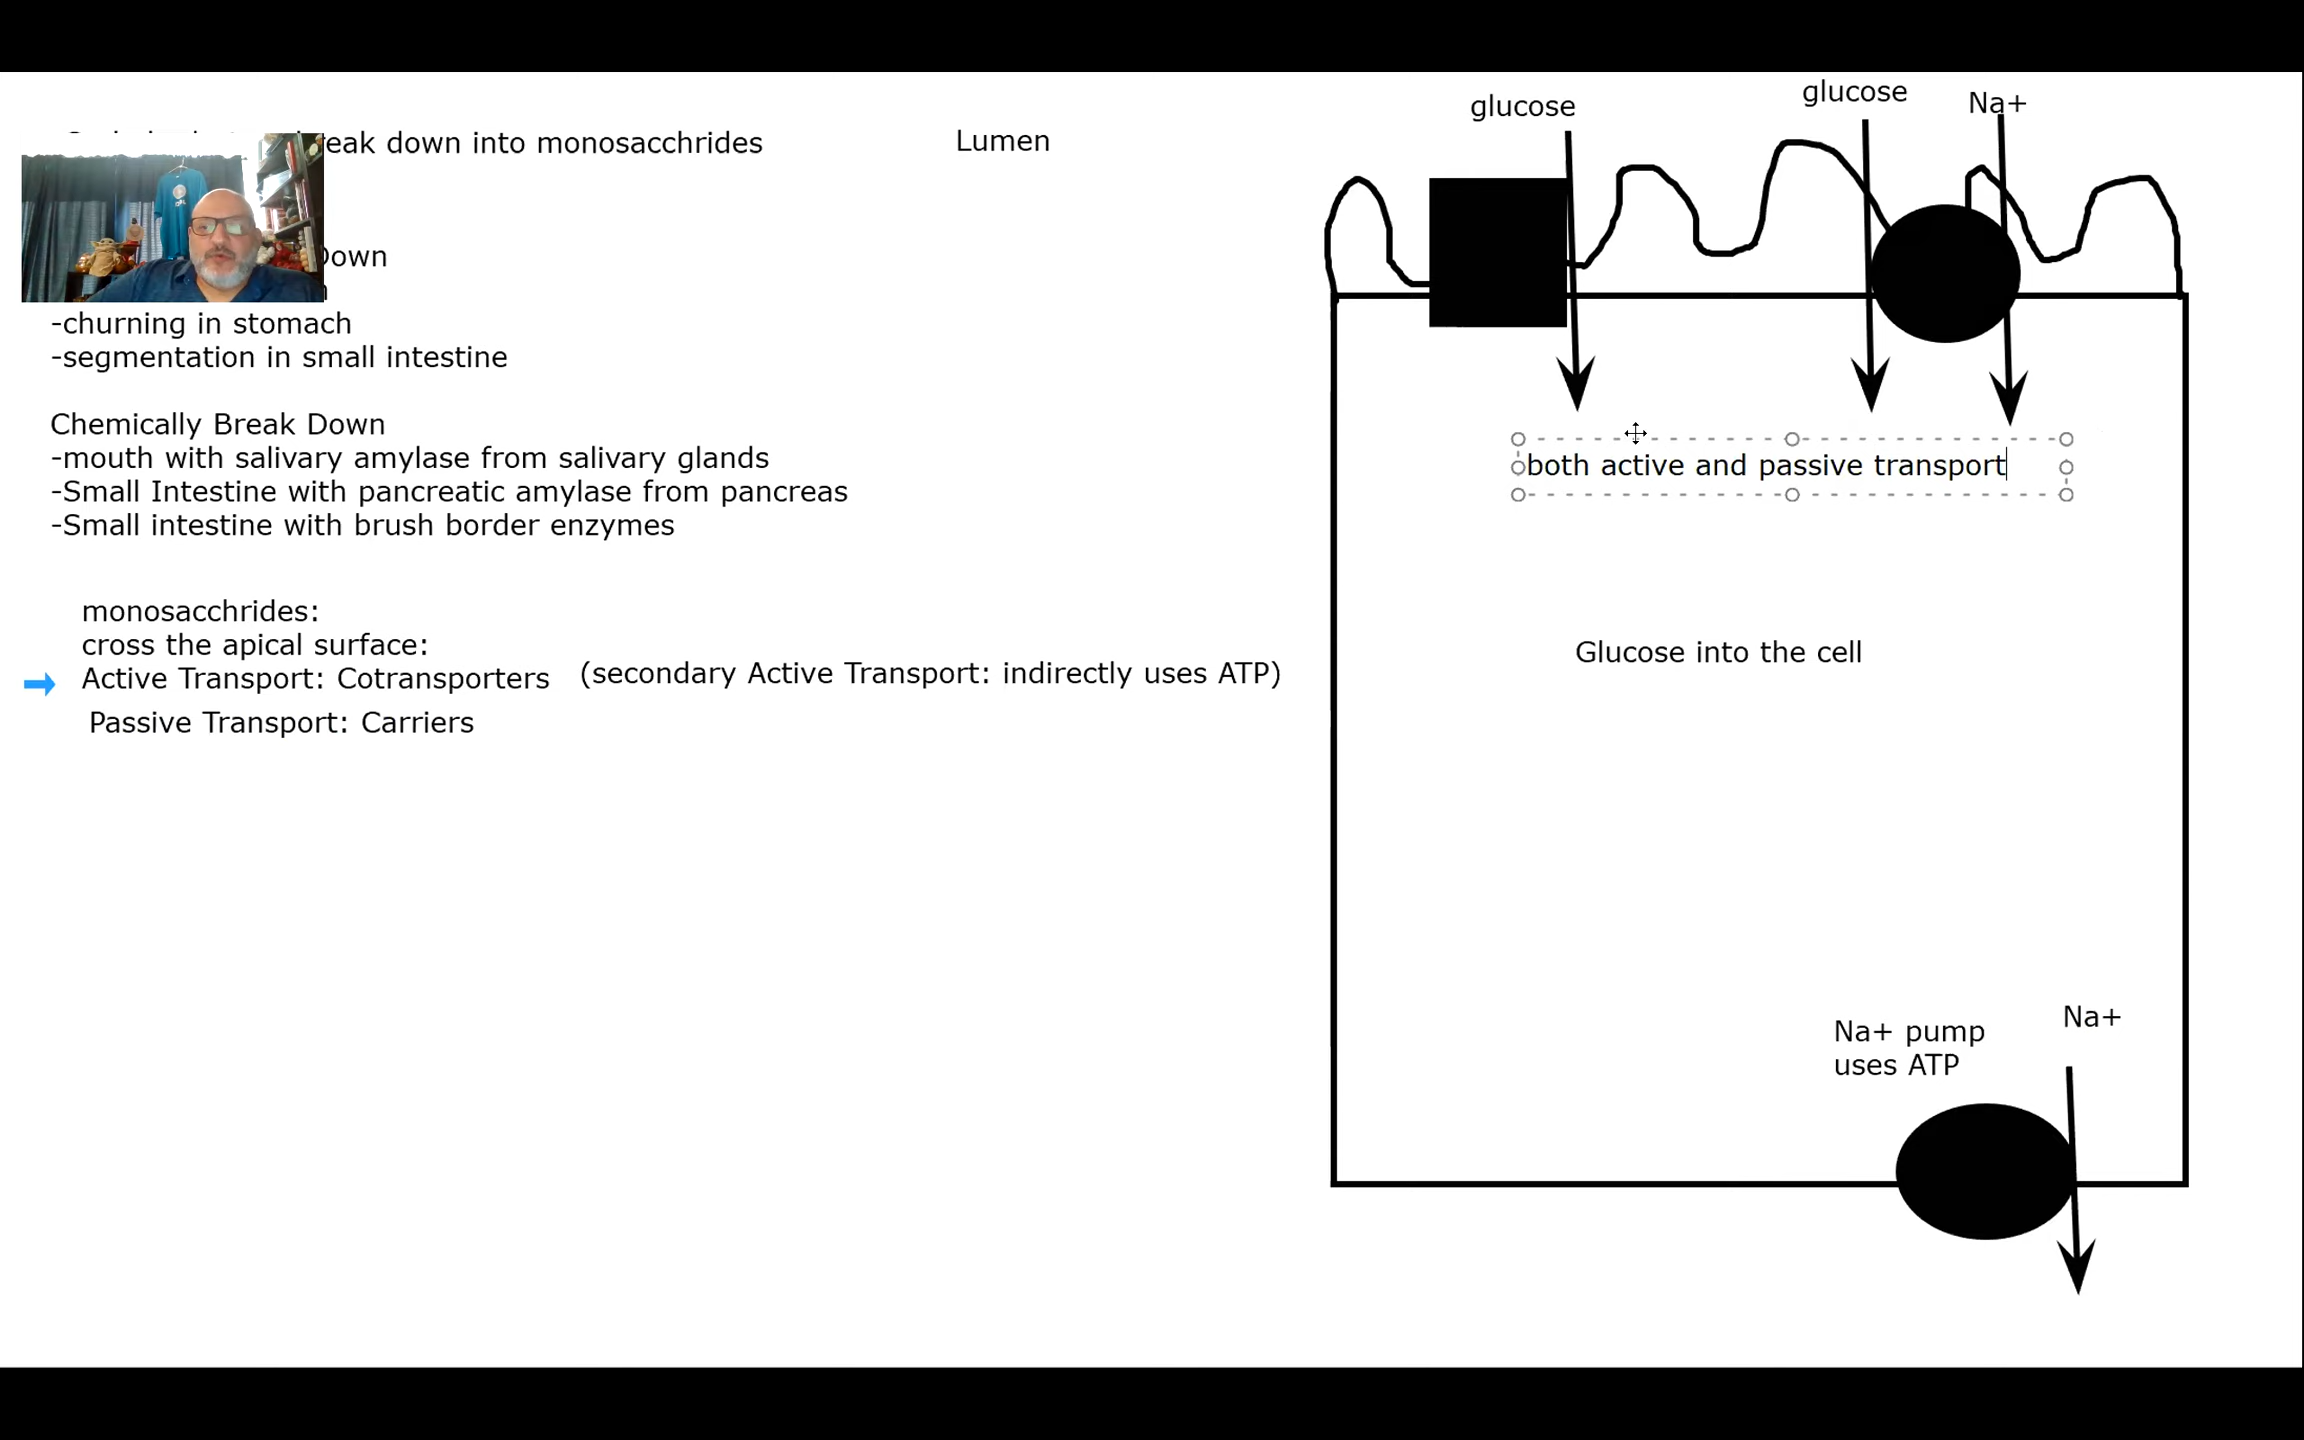 down into monosacchrides
Down
-churning in stomach
-segmentation in small intestine
Chemically Break Down
-mouth with salivary amylase from salivary glands
-Small Intestine with pancreatic amylase from pancreas
-Small intestine with brush border enzymes
monosacchrides:
cross the apical surface:
Active Transport: Cotransporters
(secondary Active Transport: indirectly uses ATP)
Passive Transport: Carriers
Lumen
glucose
glucose
Na+
both active and passive transport
Glucose into the cell
Na+ pump
uses ATP
Na+